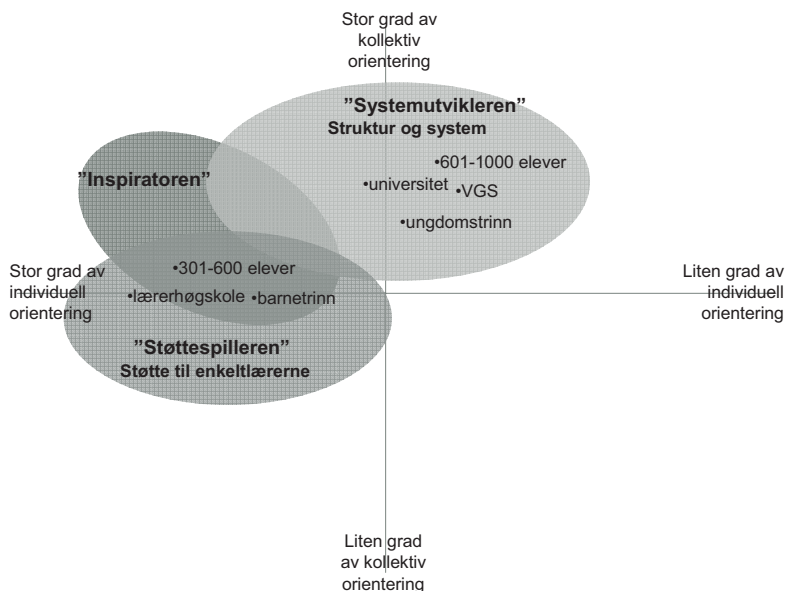 Stor grad av
kollektiv
orientering
”Systemutvikleren”
Struktur og system
•601-1000 elever
”Inspiratoren”
•universitet
•VGS
•ungdomstrinn
Stor grad av
individuell
orientering
•301-600 elever
•lærerhøgskole
•barnetrinn
Liten grad av
individuell
orientering
”Støttespilleren”
Støtte til enkeltlærerne
Liten grad
av kollektiv
orientering